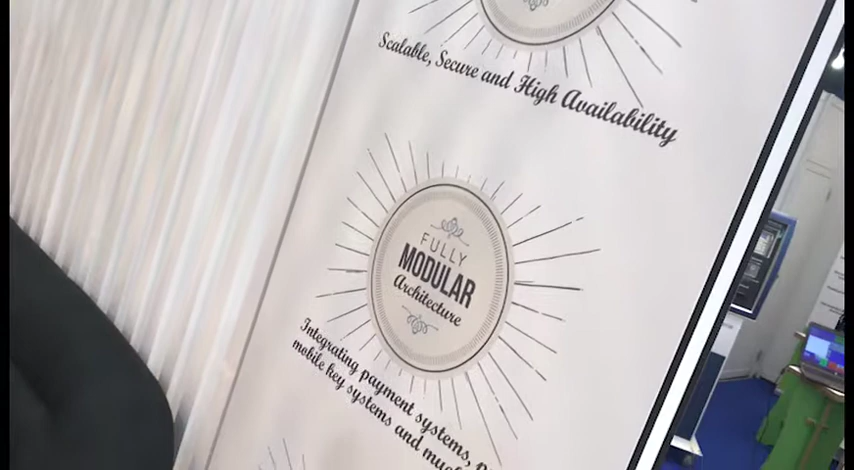 Scalable, Secure and High Availability
FULLY
MODULAR
Architecture
Integrating payment systems,
mobile key systems and much